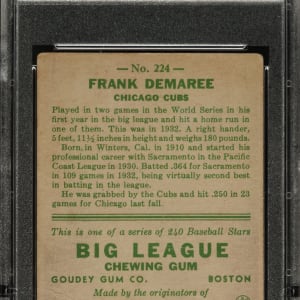 — No. 224 —
FRANK DEMAREE
CHICAGO CUBS
Played in two games in the World Series in his
first year in the big league and hit a home run in
one of them. This was in 1932. A right hander,
5 feet, 11½ inches in height and weighs 180 pounds.
Born, in Winters, Cal. in 1910 and started his
professional career with Sacramento in the Pacific
Coast League in 1930. Batted .364 for Sacramento in
109 games in 1932, being virtually second best
in batting in the league.
He was grabbed by the Cubs and hit .250 in 23
games for Chicago last fall.
This is one of a series of 240 Baseball Stars
BIG LEAGUE
CHEWING GUM
GOUDEY GUM CO. BOSTON
Made by the originators of